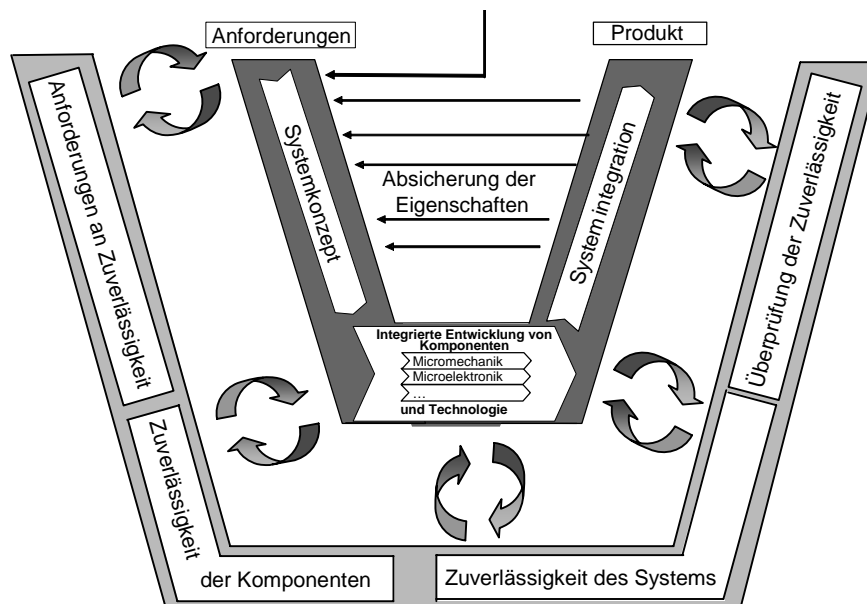 Anforderungen
Produkt
Anforderungen an Zuverlässigkeit
Systemkonzept
Absicherung der
Eigenschaften
System integration
Überprüfung der Zuverlässigkeit
Integrierte Entwicklung von
Komponenten
Micromechanik
Microelektronik
...
und Technologie
Zuverlässigkeit
der Komponenten
Zuverlässigkeit des Systems